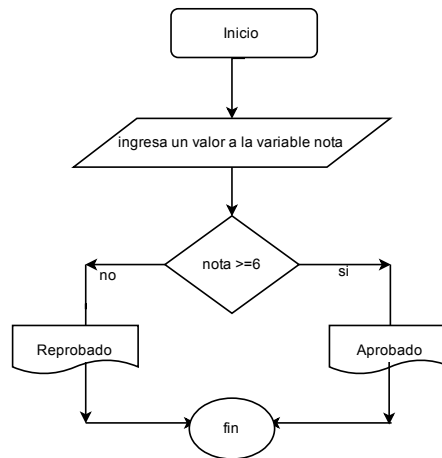 Inicio
ingresa un valor a la variable nota
nota >=6
no
si
Reprobado
Aprobado
fin